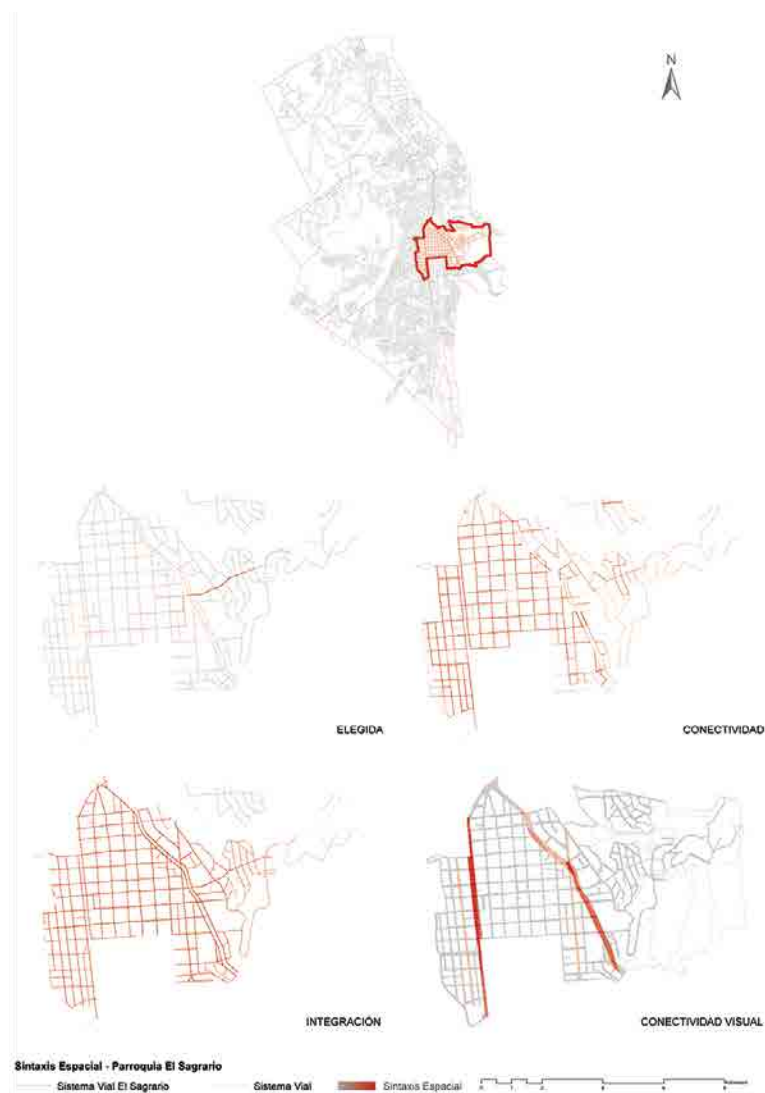 N
ELEGIDA
CONECTIVIDAD
INTEGRACIÓN
CONECTIVIDAD VISUAL
Sintaxis Espacial - Parroquia El Sagrario
Sistema Vial El Sagrario Sistema Vial Sintaxis Espacial